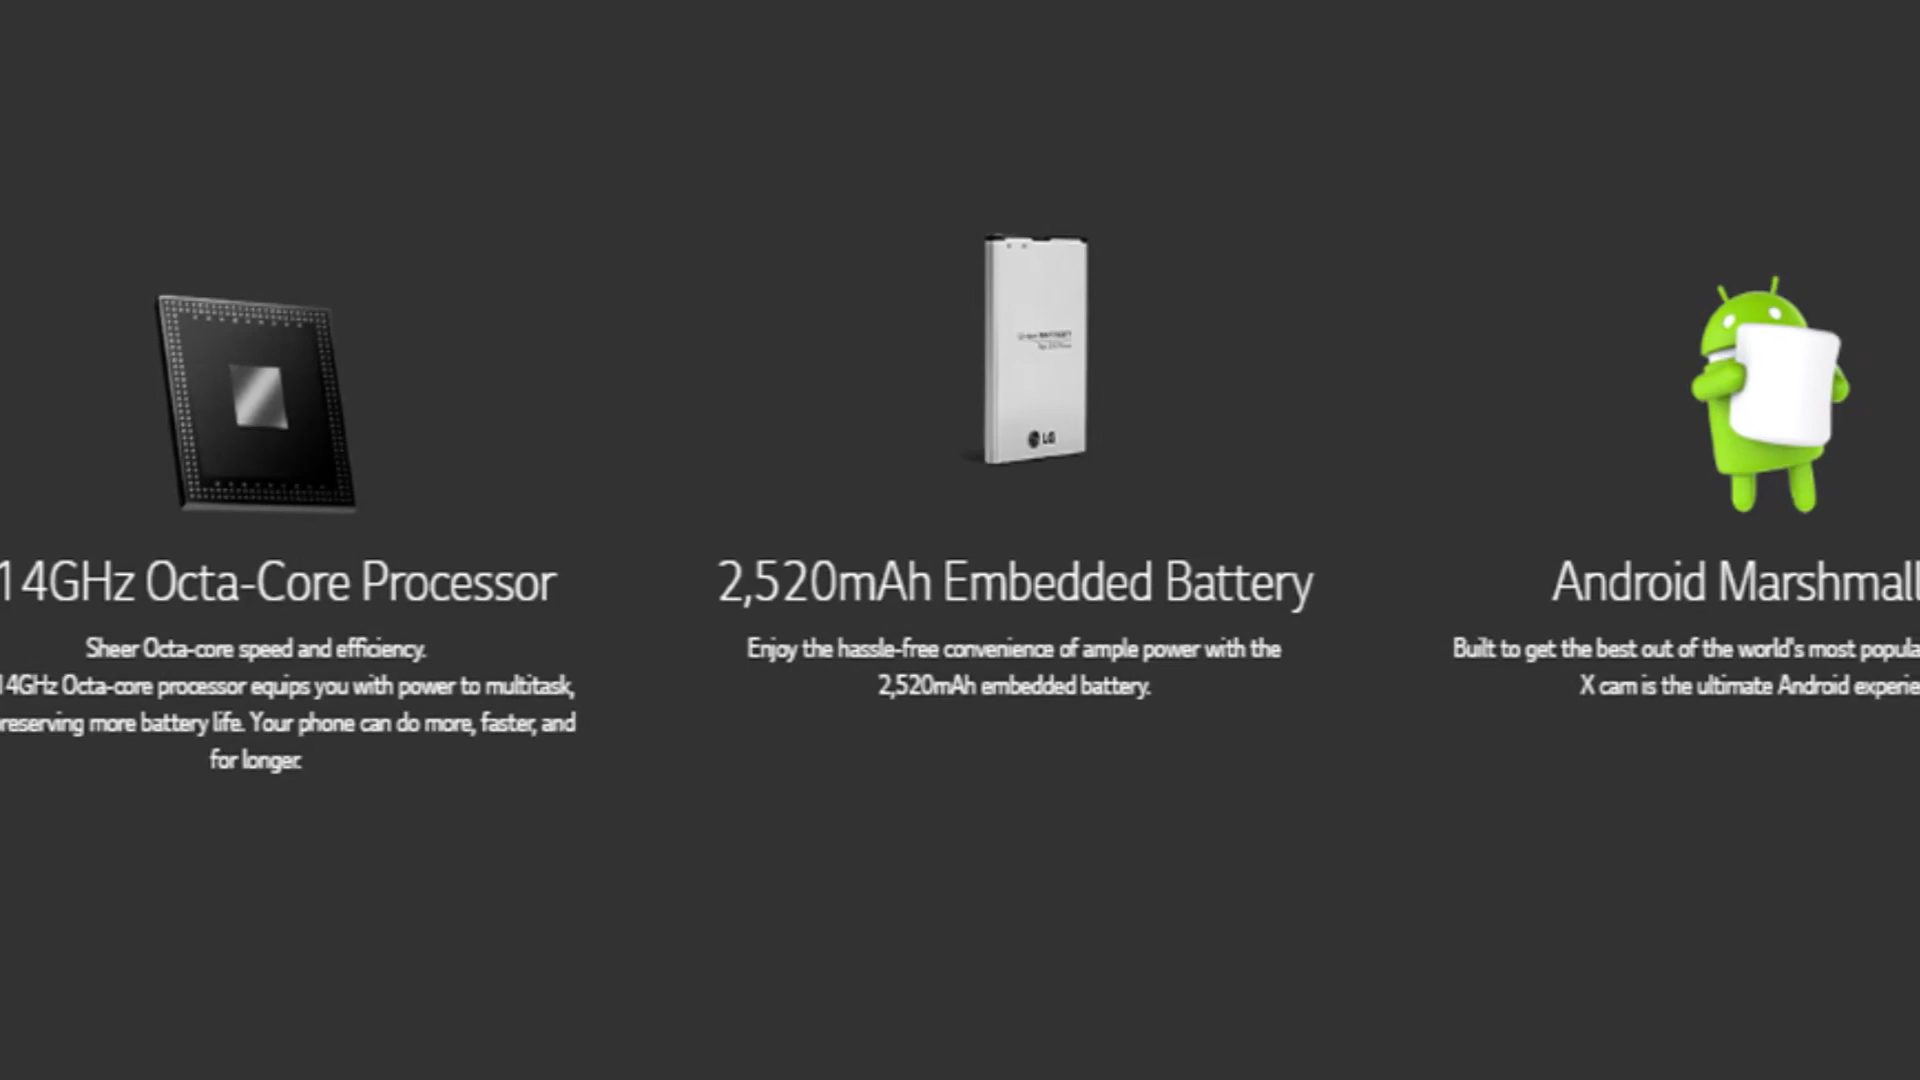 14GHz Octa-Core Processor
Sheer Octa-core speed and efficiency.
14GHz Octa-core processor equips you with power to multitask,
reserving more battery life. Your phone can do more, faster, and
for longer.
LG
2,520mAh Embedded Battery
Enjoy the hassle-free convenience of ample power with the
2,520mAh embedded battery.
Android Marshmall
Built to get the best out of the world's most popula
X cam is the ultimate Android experie